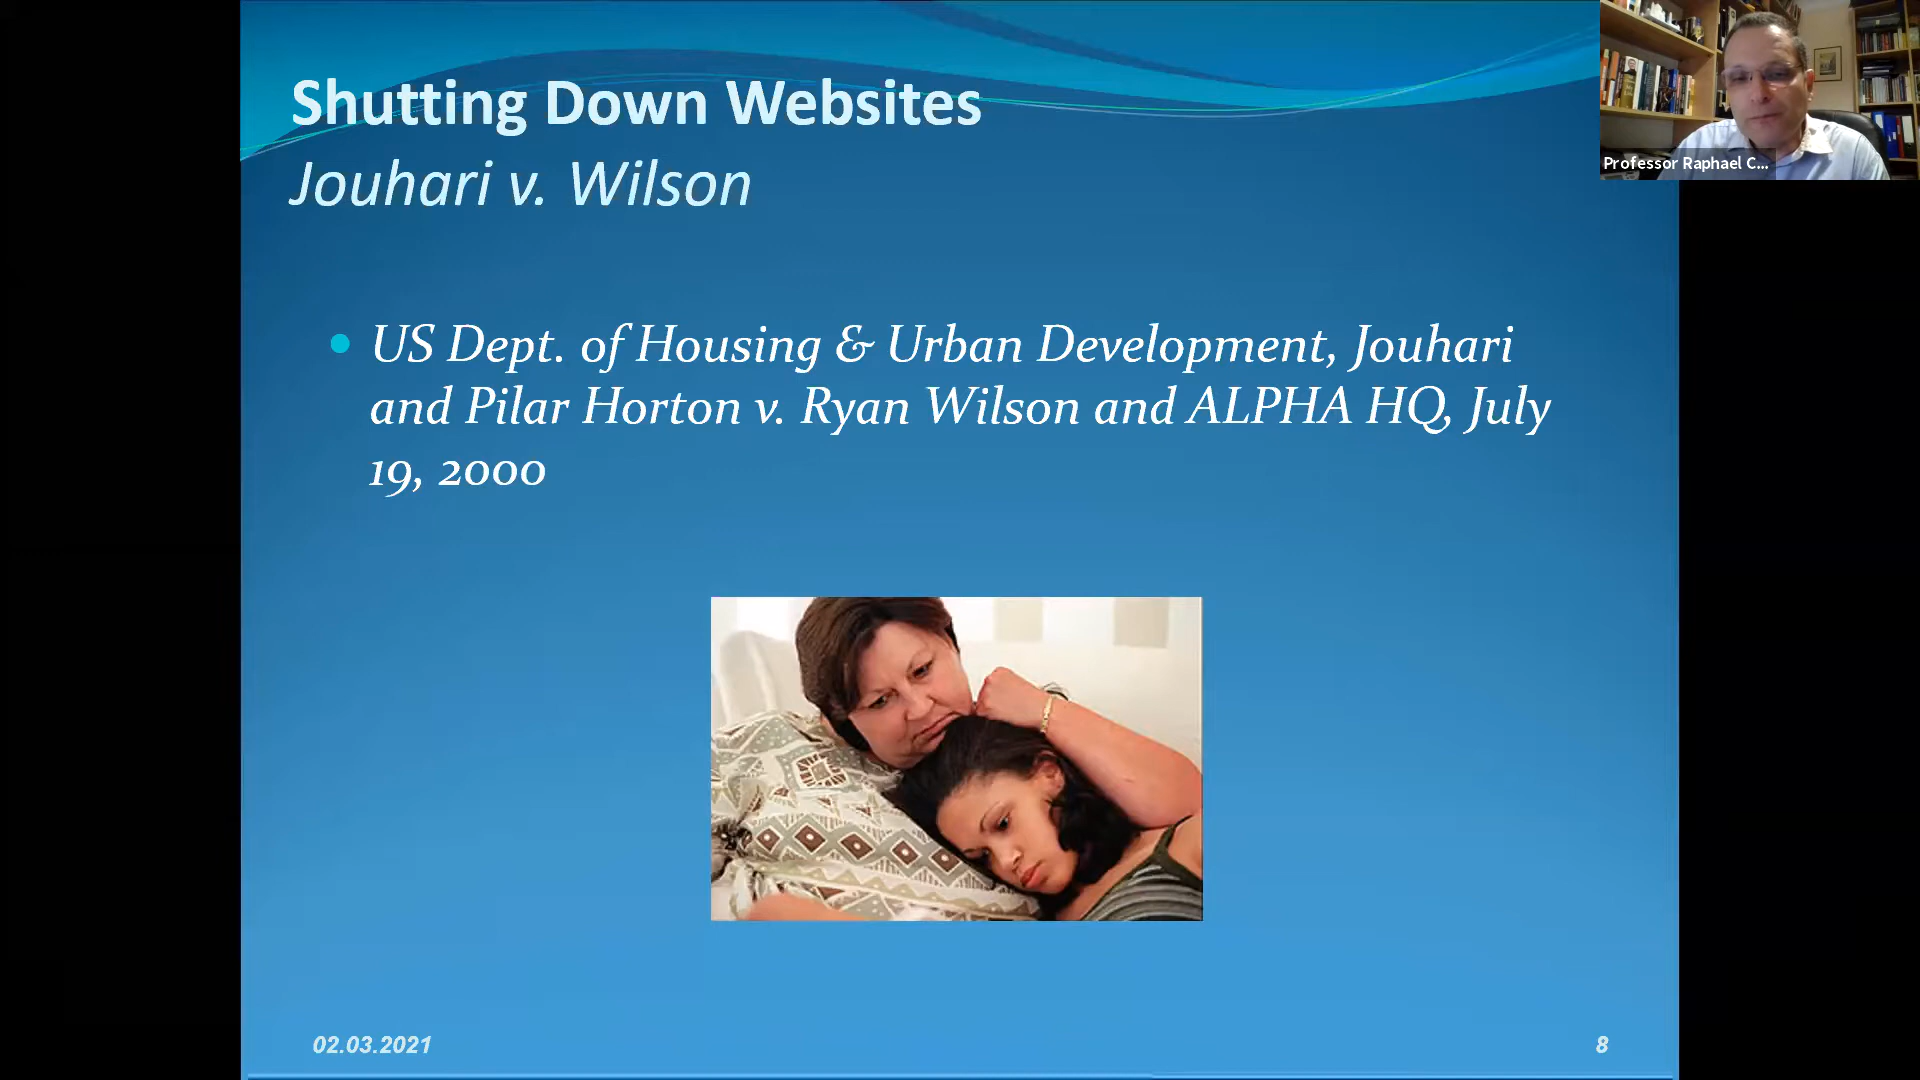 Shutting Down Websites
Jouhari v. Wilson
Professor Raphael C...
• US Dept. of Housing & Urban Development, Jouhari
and Pilar Horton v. Ryan Wilson and ALPHA HQ, July
19, 2000
02.03.2021
8